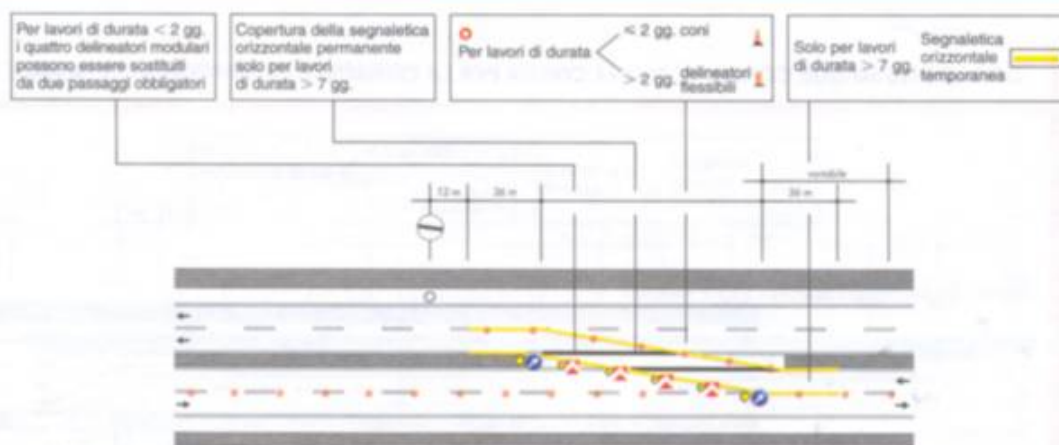 Per lavori di durata < 2 gg.
i quattro delineatori modulari
possono essere sostituiti
da due passaggi obbligatori
Copertura della segnaletica
orizzontale permanente
solo per lavori
di durata > 7 gg.
Per lavori di durata
≤ 2 gg. coni
> 2 gg. delineatori
flessibili
Solo per lavori
di durata > 7 gg.
Segnaletica
orizzontale
temporanea
variabile
12 m
36 m
36 m